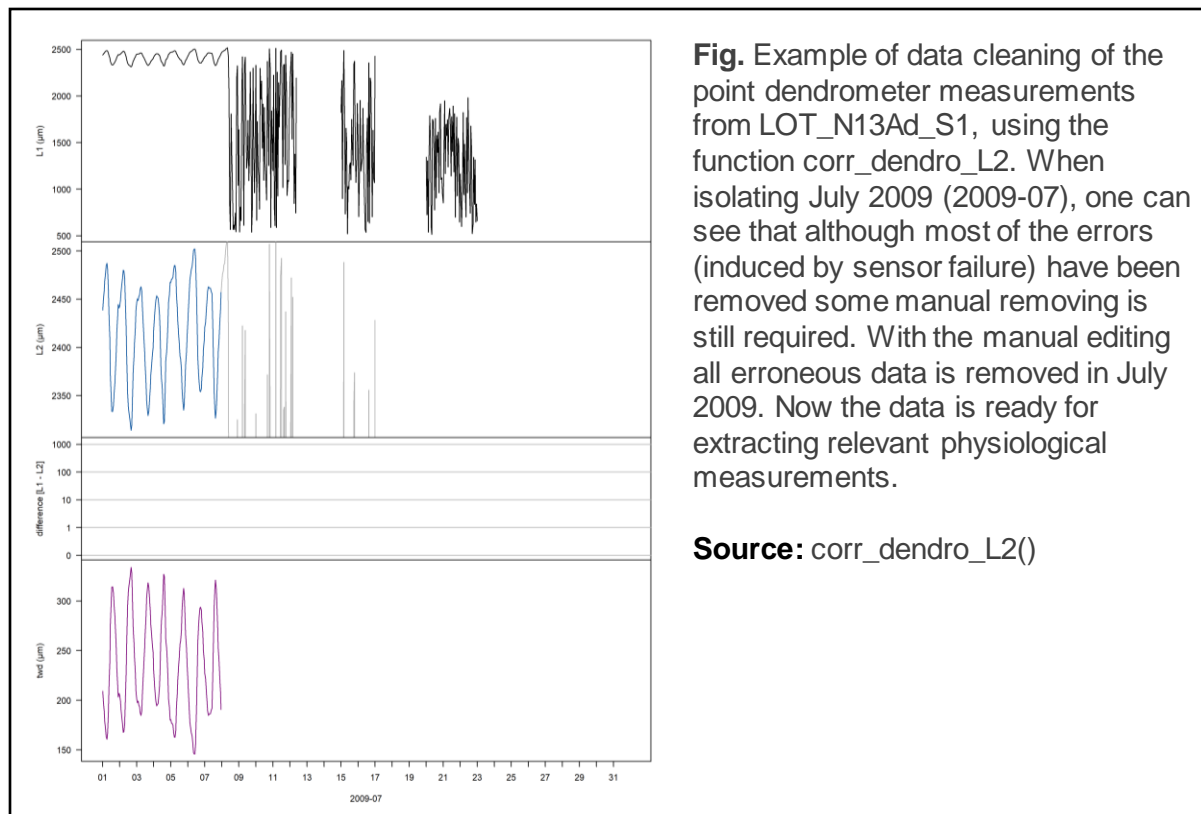 2500
2000
1500
1000
500
L1 (µm)
2500
2450
2400
2350
L2 (µm)
1000
100
10
1
0
difference [L1 - L2]
300
250
200
150
twd (µm)
01 03 05 07 09 11 13 15 17 19 21 23 25 27 29 31
2009-07
Fig. Example of data cleaning of the
point dendrometer measurements
from LOT_N13Ad_S1, using the
function corr_dendro_L2. When
isolating July 2009 (2009-07), one can
see that although most of the errors
(induced by sensor failure) have been
removed some manual removing is
still required. With the manual editing
all erroneous data is removed in July
2009. Now the data is ready for
extracting relevant physiological
measurements.
Source: corr_dendro_L2()